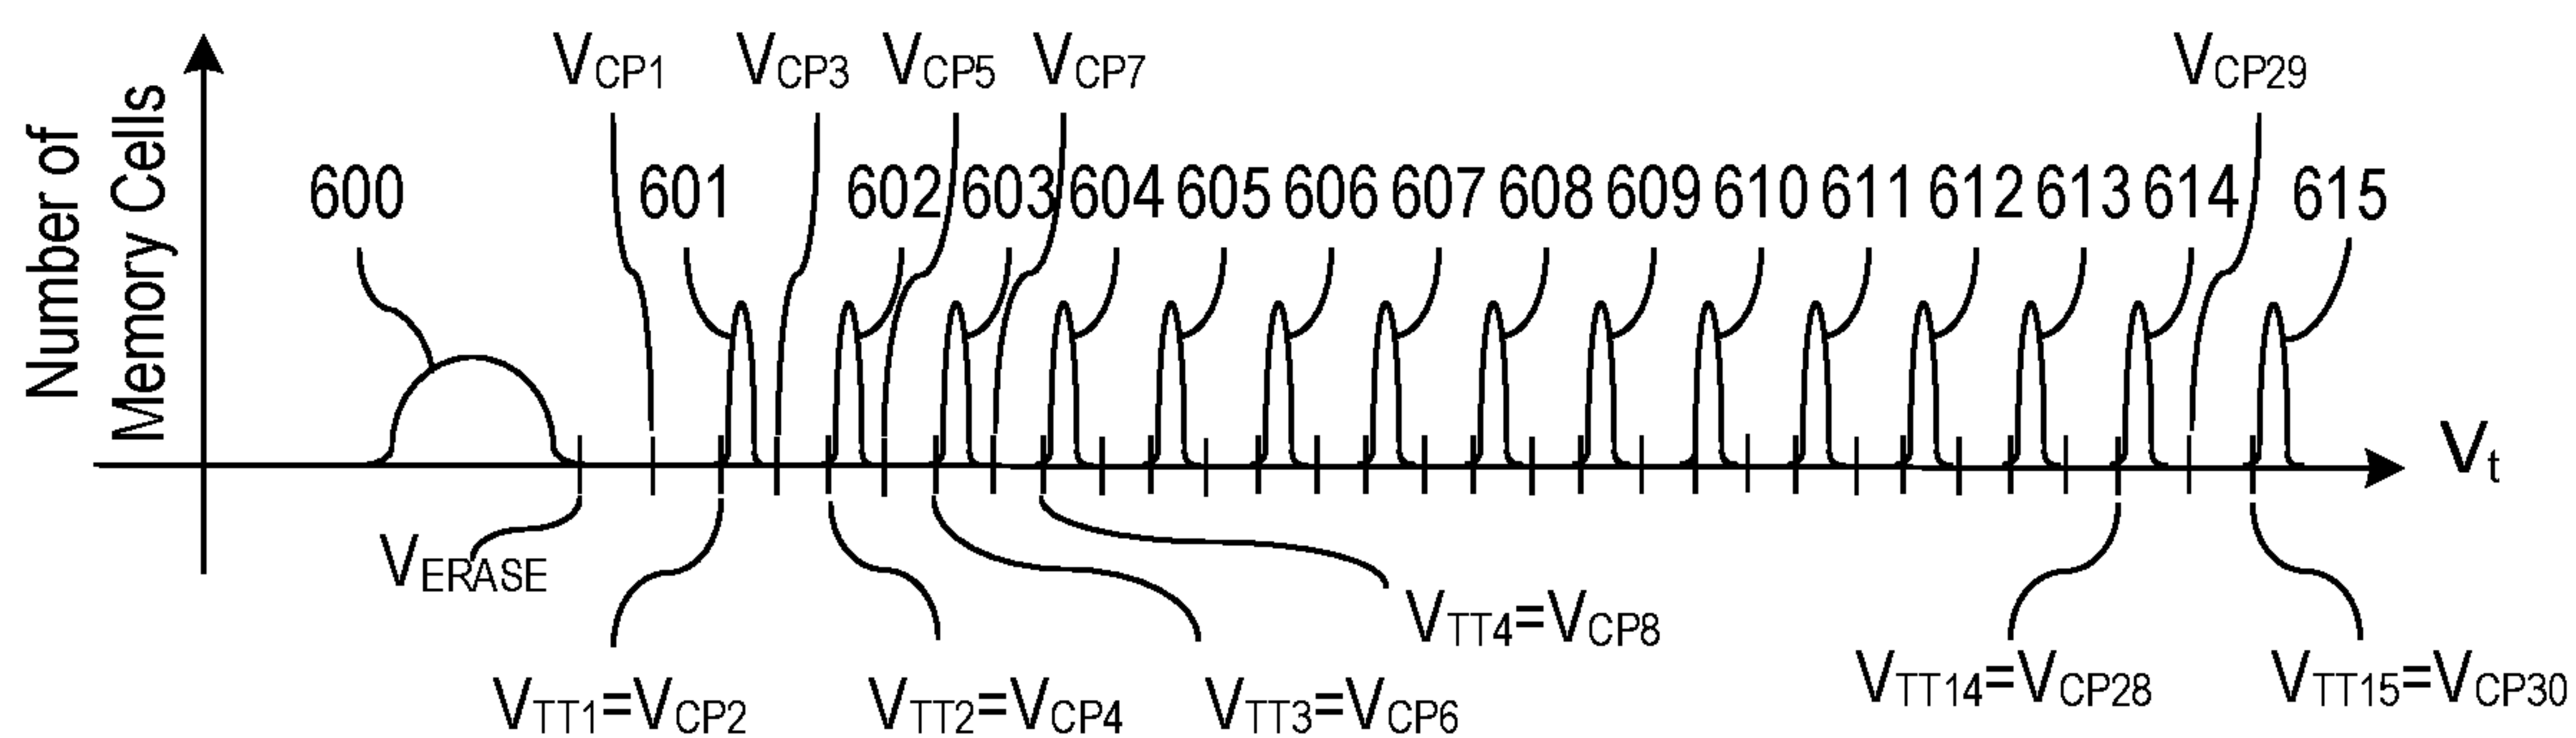 Number of
Memory Cells
VCP1 VCP3 VCP5 VCP7 VCP29
600 601 602 603 604 605 606 607 608 609 610 611 612 613 614 615
Vt
VERASE
VTT4=VCP8
VTT1=VCP2 VTT2=VCP4 VTT3=VCP6 VTT14=VCP28 VTT15=VCP30